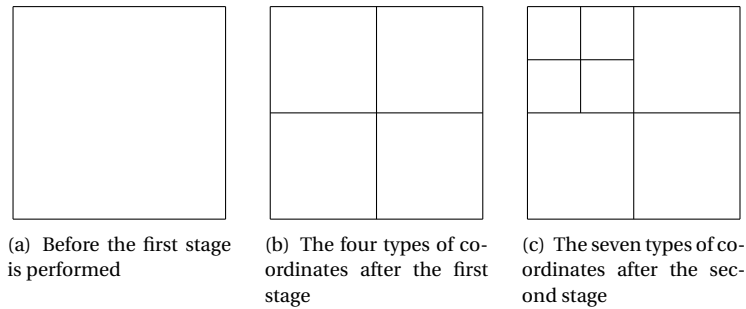 (a) Before the first stage
is performed
(b) The four types of co-
ordinates after the first
stage
(c) The seven types of co-
ordinates after the sec-
ond stage